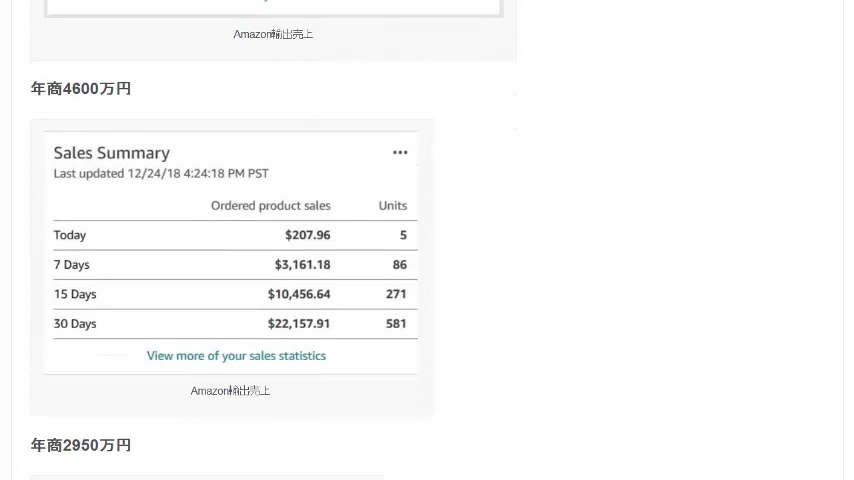 Amazon輸出売上
年商4600万円
Sales Summary •••
Last updated 12/24/18 4:24:18 PM PST
Ordered product sales Units
Today $207.96 5
7 Days $3,161.18 86
15 Days $10,456.64 271
30 Days $22,157.91 581
View more of your sales statistics
Amazon輸出売上
年商2950万円